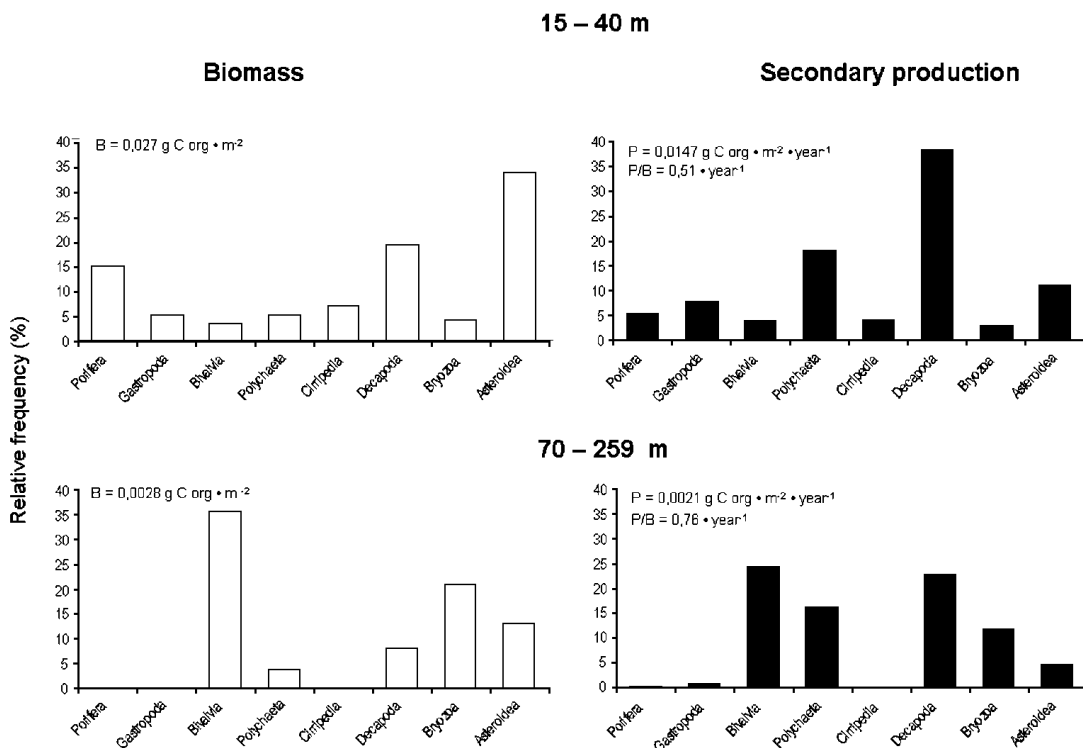 15 – 40 m
Biomass
Secondary production
B = 0,027 g C org • m-2
40
35
30
25
20
15
10
5
0
Porifera
Gastropoda
Bivalvia
Polychaeta
Cirripedia
Decapoda
Bryozoa
Asteroidea
P = 0,0147 g C org • m-2 • year-1
P/B = 0,51 • year-1
40
35
30
25
20
15
10
5
0
Porifera
Gastropoda
Bivalvia
Polychaeta
Cirripedia
Decapoda
Bryozoa
Asteroidea
Relative frequency (%)
70 – 259 m
B = 0,0028 g C org • m-2
40
35
30
25
20
15
10
5
0
Porifera
Gastropoda
Bivalvia
Polychaeta
Cirripedia
Decapoda
Bryozoa
Asteroidea
P = 0,0021 g C org • m-2 • year-1
P/B = 0,76 • year-1
40
35
30
25
20
15
10
5
0
Porifera
Gastropoda
Bivalvia
Polychaeta
Cirripedia
Decapoda
Bryozoa
Asteroidea